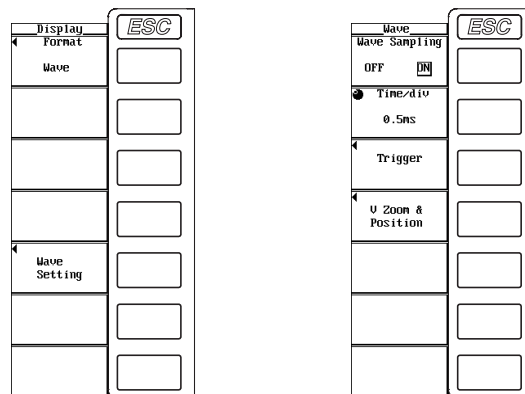 Display
ESC
Format
Wave
Wave
Setting
Wave
ESC
Wave Sampling
OFF ON
Time/div
0.5ms
Trigger
V Zoom &
Position